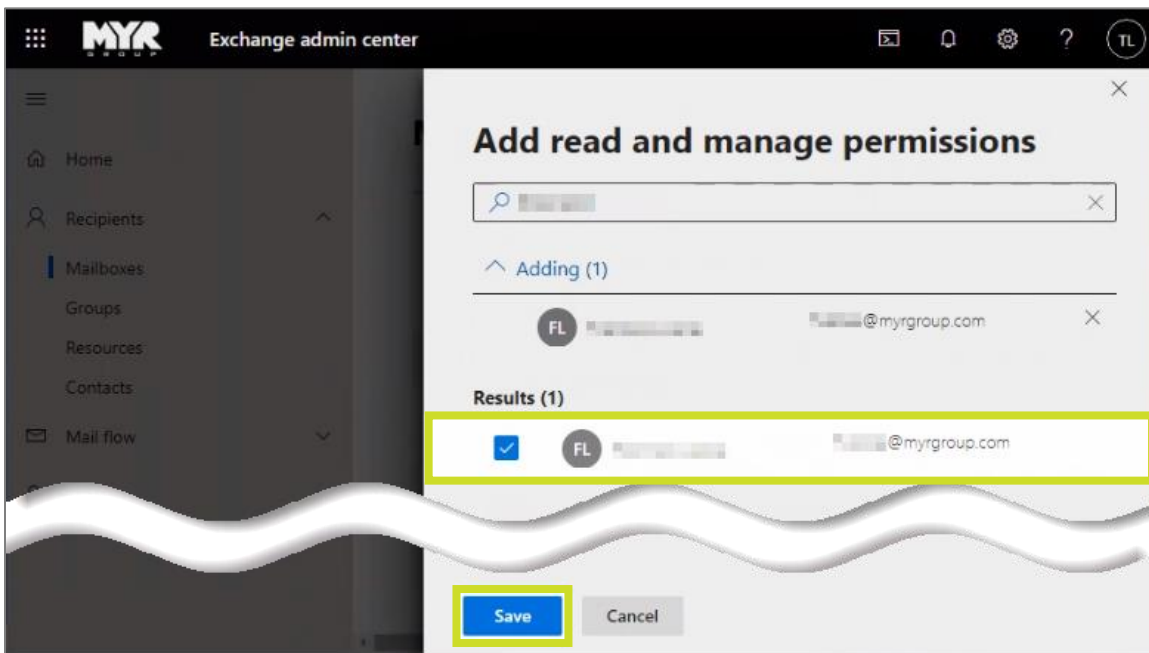 MYR
GROUP
Exchange admin center
?
TL
Add read and manage permissions
Home
Recipients
Adding (1)
Mailboxes
Groups
FL @myrgroup.com
Resources
Contacts
Results (1)
Mail flow
FL @myrgroup.com
Save
Cancel